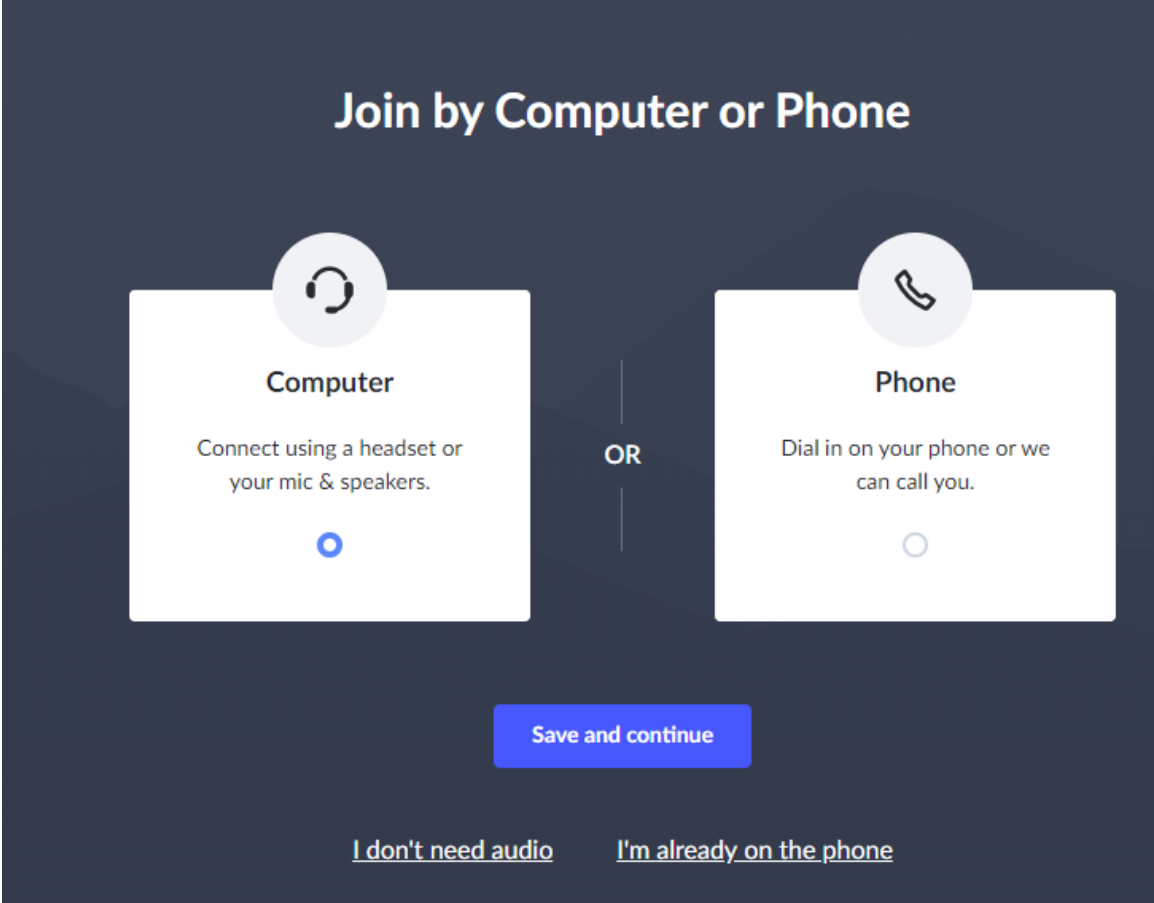 Join by Computer or Phone
Computer
Connect using a headset or
your mic & speakers.
OR
Phone
Dial in on your phone or we
can call you.
Save and continue
I don't need audio
I'm already on the phone